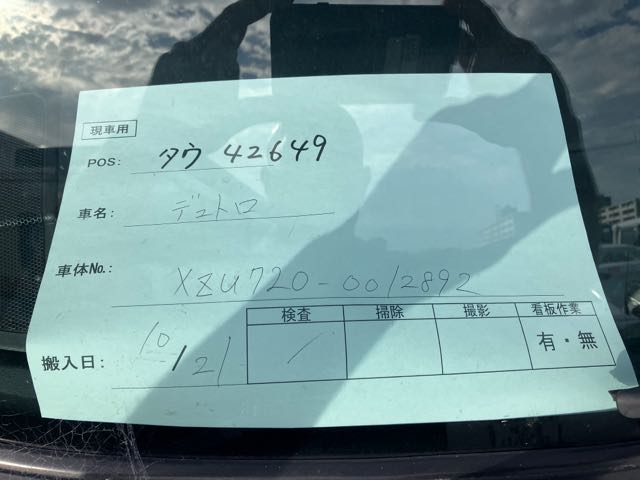 現車用
POS: タウ 42649
車名: デュトロ
車体No.: XZU720-0012892
検査 掃除 撮影 看板作業
搬入日: 10/21 / 有・無